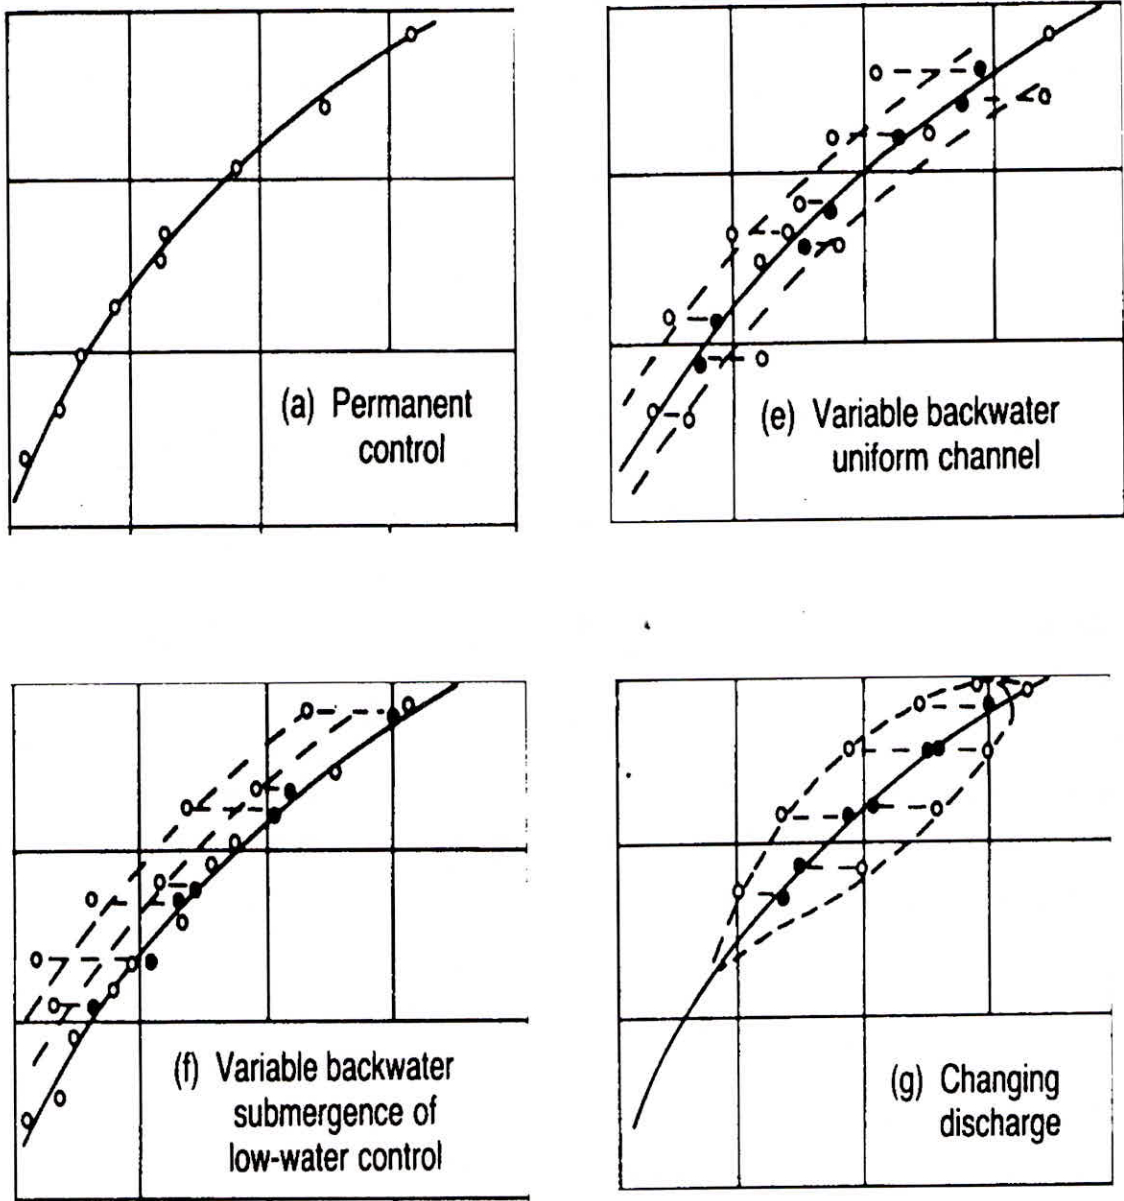 (a) Permanent
control
(e) Variable backwater
uniform channel
(f) Variable backwater
submergence of
low-water control
(g) Changing
discharge